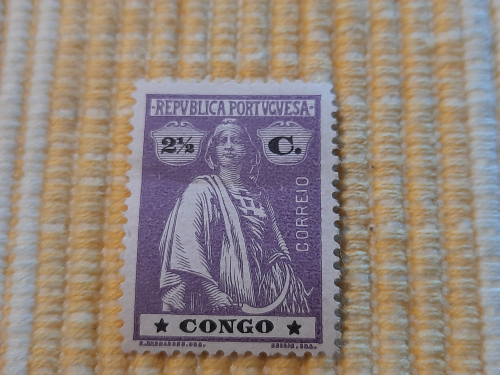 REPVBLICA PORTVGVESA
2½ C.
CORREIO
★ CONGO ★